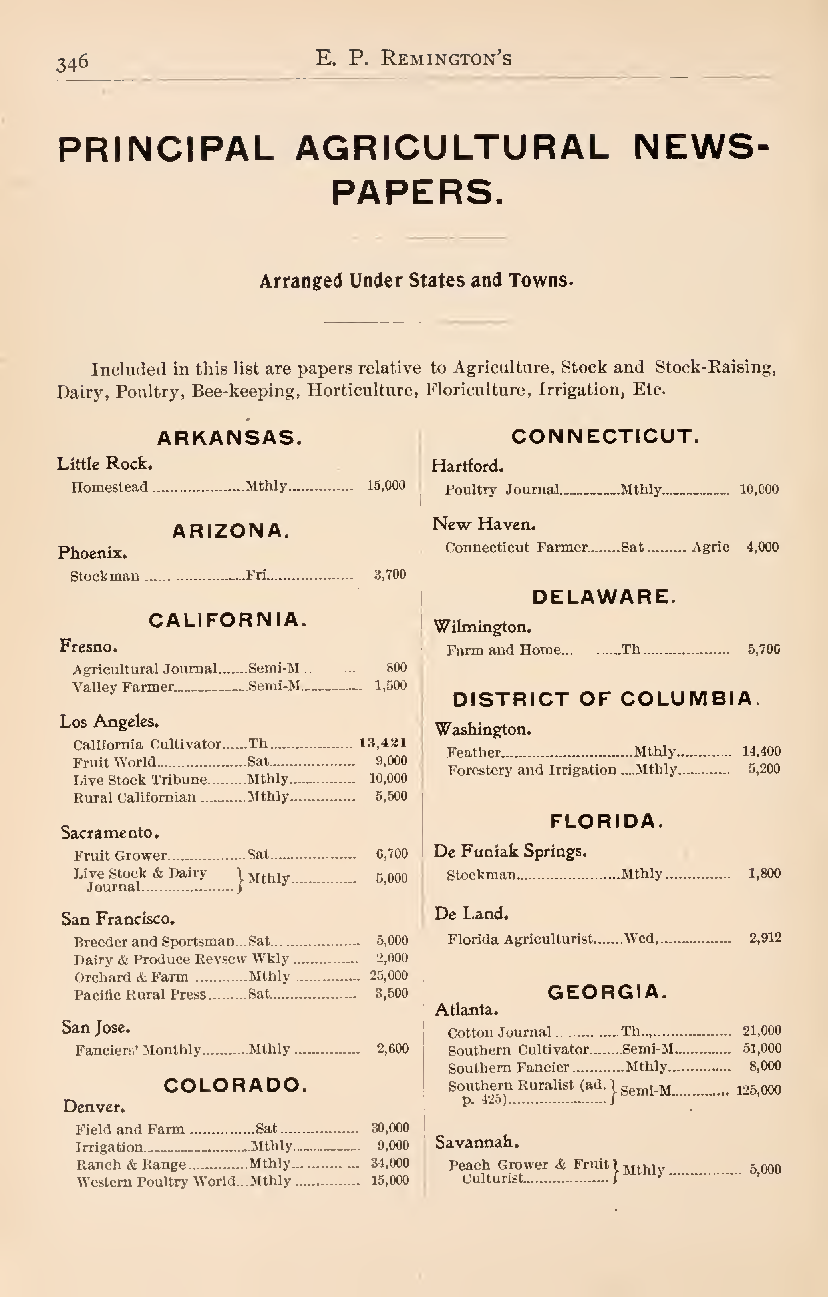 346
E. P. Remington's
PRINCIPAL AGRICULTURAL NEWS-
PAPERS.
Arranged Under States and Towns.
Included in this list are papers relative to Agriculture, Stock and Stock-Raising,
Dairy, Poultry, Bee-keeping, Horticulture, Floriculture, Irrigation, Etc.
ARKANSAS.
Little Rock.
Homestead Mthly 15,000
ARIZONA.
Phoenix.
Stockman Fri. 3,700
CALIFORNIA.
Fresno.
Agricultural Journal Semi-M 800
Valley Farmer Semi-M 1,500
Los Angeles.
California Cultivator Th 13,421
Fruit World Sat 9,000
Live Stock Tribune Mthly 10,000
Rural Californian Mthly 5,500
Sacramento.
Fruit Grower Sat 6,700
Live Stock & Dairy
Journal } Mthly 5,000
San Francisco.
Breeder and Sportsman Sat 5,000
Dairy & Produce Revsew Wkly 2,000
Orchard & Farm Mthly 25,000
Pacific Rural Press Sat 3,500
San Jose.
Fanciers' Monthly Mthly 2,600
COLORADO.
Denver.
Field and Farm Sat 30,000
Irrigation Mthly 9,000
Ranch & Range Mthly 34,000
Western Poultry World Mthly 15,000
CONNECTICUT.
Hartford.
Poultry Journal Mthly 10,000
New Haven.
Connecticut Farmer Sat Agric 4,000
DELAWARE.
Wilmington.
Farm and Home Th 5,700
DISTRICT OF COLUMBIA.
Washington.
Feather Mthly 14,400
Forestery and Irrigation Mthly 5,200
FLORIDA.
De Funiak Springs.
Stockman Mthly 1,800
De Land.
Florida Agriculturist Wed, 2,912
GEORGIA.
Atlanta.
Cotton Journal Th 21,000
Southern Cultivator Semi-M 51,000
Southern Fancier Mthly 8,000
Southern Ruralist (ad.
p. 425) } Semi-M 125,000
Savannah.
Peach Grower & Fruit
Culturist } Mthly 5,000